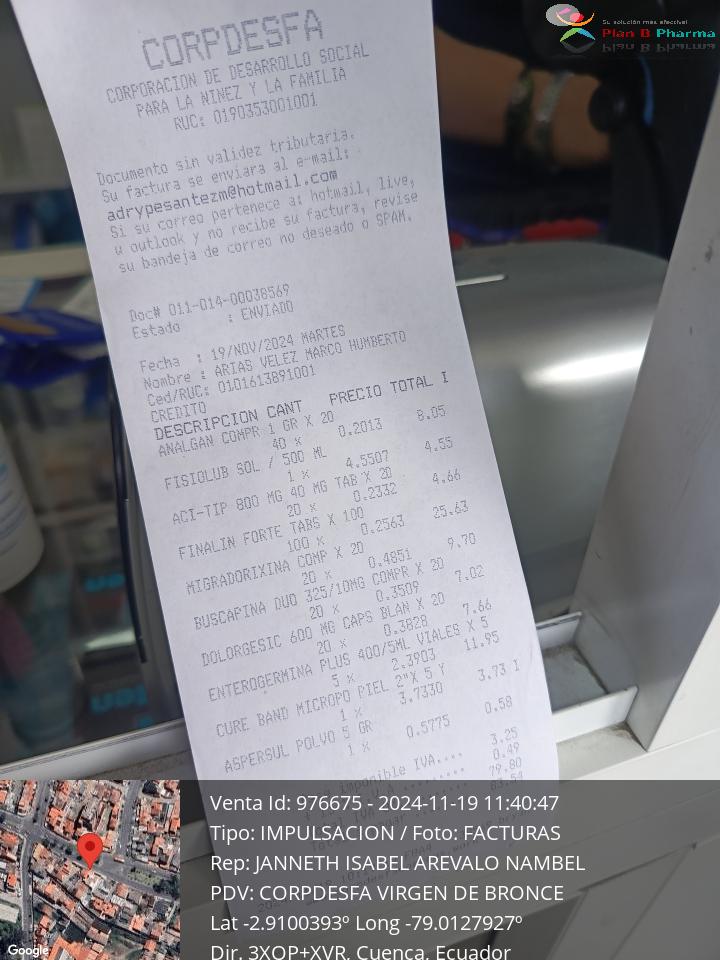 Su solución más efectiva!
Plan B Pharma
CORPDESFA
CORPORACION DE DESARROLLO SOCIAL
PARA LA NINEZ Y LA FAMILIA
RUC: 0190353001001
Documento sin validez tributaria.
Su factura se enviara al e-mail:
adrypesantezm@hotmail.com
Si su correo pertenece a: hotmail, live,
u outlook y no recibe su factura, revise
su bandeja de correo no deseado o SPAM.
Doc# 011-014-00038569
Estado : ENVIADO
Fecha : 19/NOV/2024 MARTES
Nombre : ARIAS VELEZ MARCO HUMBERTO
Ced/RUC: 0101613891001
CREDITO
DESCRIPCION CANT PRECIO TOTAL I
ANALGAN COMPR 1 GR X 20
40 X 0.2013 8.05
FISIOLUB SOL / 500 ML
1 X 4.5507 4.55
ACI-TIP 800 MG 40 MG TAB X 20
20 X 0.2332 4.66
FINALIN FORTE TABS X 100
100 X 0.2563 25.63
MIGRADORIXINA COMP X 20
20 X 0.4851 9.70
BUSCAPINA DUO 325/10MG COMPR X 20
20 X 0.3509 7.02
DOLORGESIC 600 MG CAPS BLAN X 20
20 X 0.3828 7.66
ENTEROGERMINA PLUS 400/5ML VIALES X 5
5 X 2.3903 11.95
CURE BAND MICROPO PIEL 2"X 5 Y
1 X 3.7330 3.73 I
ASPERSUL POLVO 5 GR
1 X 0.5775 0.58
imponible IVA.... 3.25
0.49
79.80
Venta Id: 976675 - 2024-11-19 11:40:47
Tipo: IMPULSACION / Foto: FACTURAS
Rep: JANNETH ISABEL AREVALO NAMBEL
PDV: CORPDESFA VIRGEN DE BRONCE
Lat -2.9100393º Long -79.0127927º
Dir. 3XQP+XVR, Cuenca, Ecuador
Google